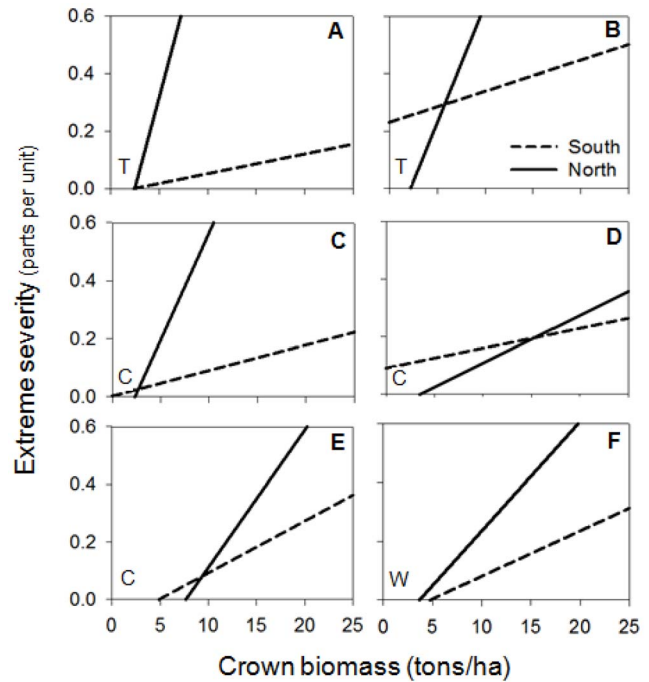 0.6
A
B
0.4
South
North
0.2
T
T
0.0
0.6
C
D
0.4
0.2
C
C
0.0
0.6
E
F
0.4
0.2
C
W
0.0
0 5 10 15 20 25
0 5 10 15 20 25
Extreme severity (parts per unit)
Crown biomass (tons/ha)